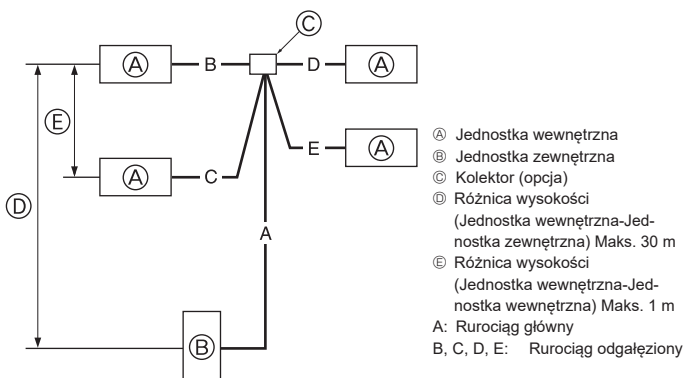 Ⓒ
Ⓐ B D Ⓐ
Ⓔ
Ⓐ C E Ⓐ
Ⓓ
A
Ⓑ
Ⓐ Jednostka wewnętrzna
Ⓑ Jednostka zewnętrzna
Ⓒ Kolektor (opcja)
Ⓓ Różnica wysokości
(Jednostka wewnętrzna-Jed-
nostka zewnętrzna) Maks. 30 m
Ⓔ Różnica wysokości
(Jednostka wewnętrzna-Jed-
nostka wewnętrzna) Maks. 1 m
A: Rurociąg główny
B, C, D, E: Rurociąg odgałęziony